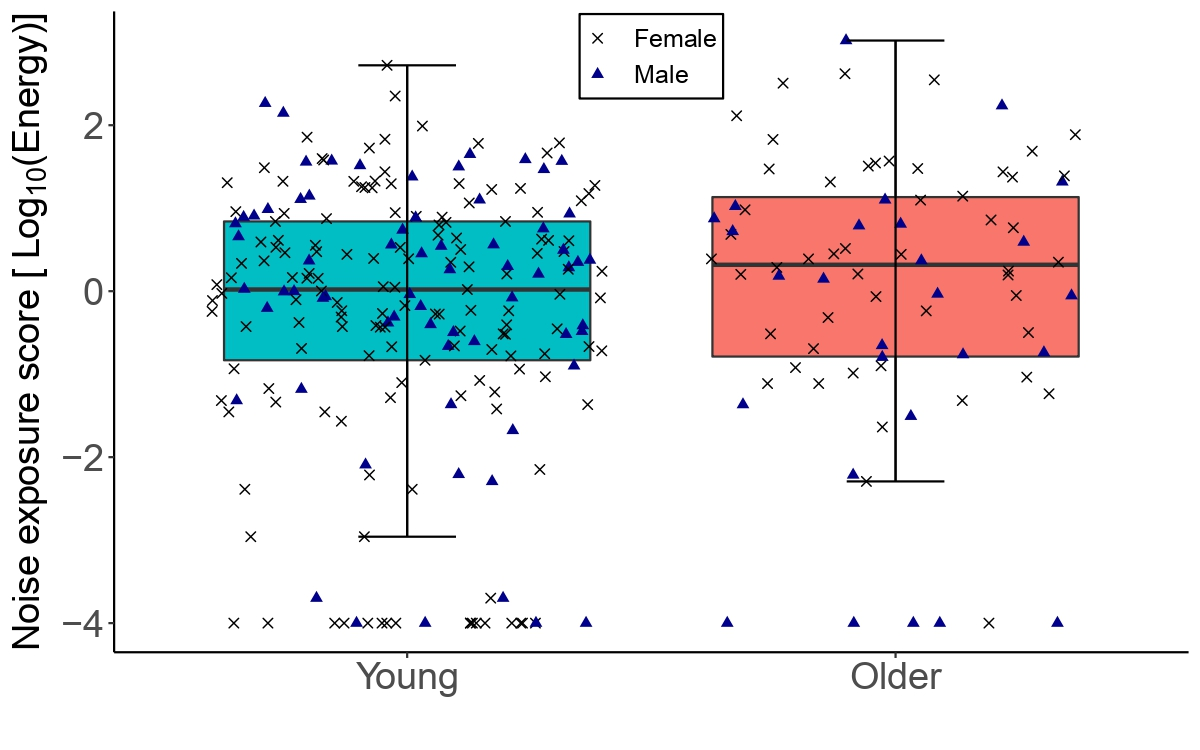 Noise exposure score [ Log10(Energy)]
Female
Male
2
0
−2
−4
Young
Older